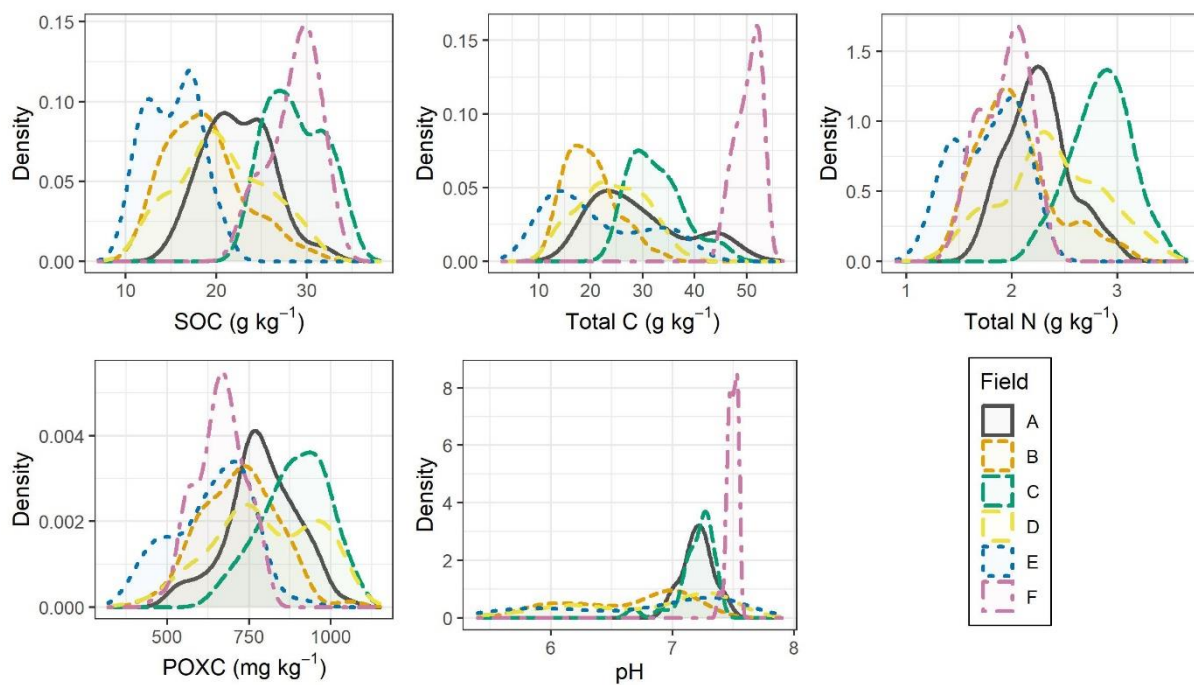 0.15
0.10
0.05
0.00
Density
10 20 30
SOC (g kg⁻¹)
0.15
0.10
0.05
0.00
Density
10 20 30 40 50
Total C (g kg⁻¹)
1.5
1.0
0.5
0.0
Density
1 2 3
Total N (g kg⁻¹)
0.004
0.002
0.000
Density
500 750 1000
POXC (mg kg⁻¹)
8
6
4
2
0
Density
6 7 8
pH
Field
A
B
C
D
E
F